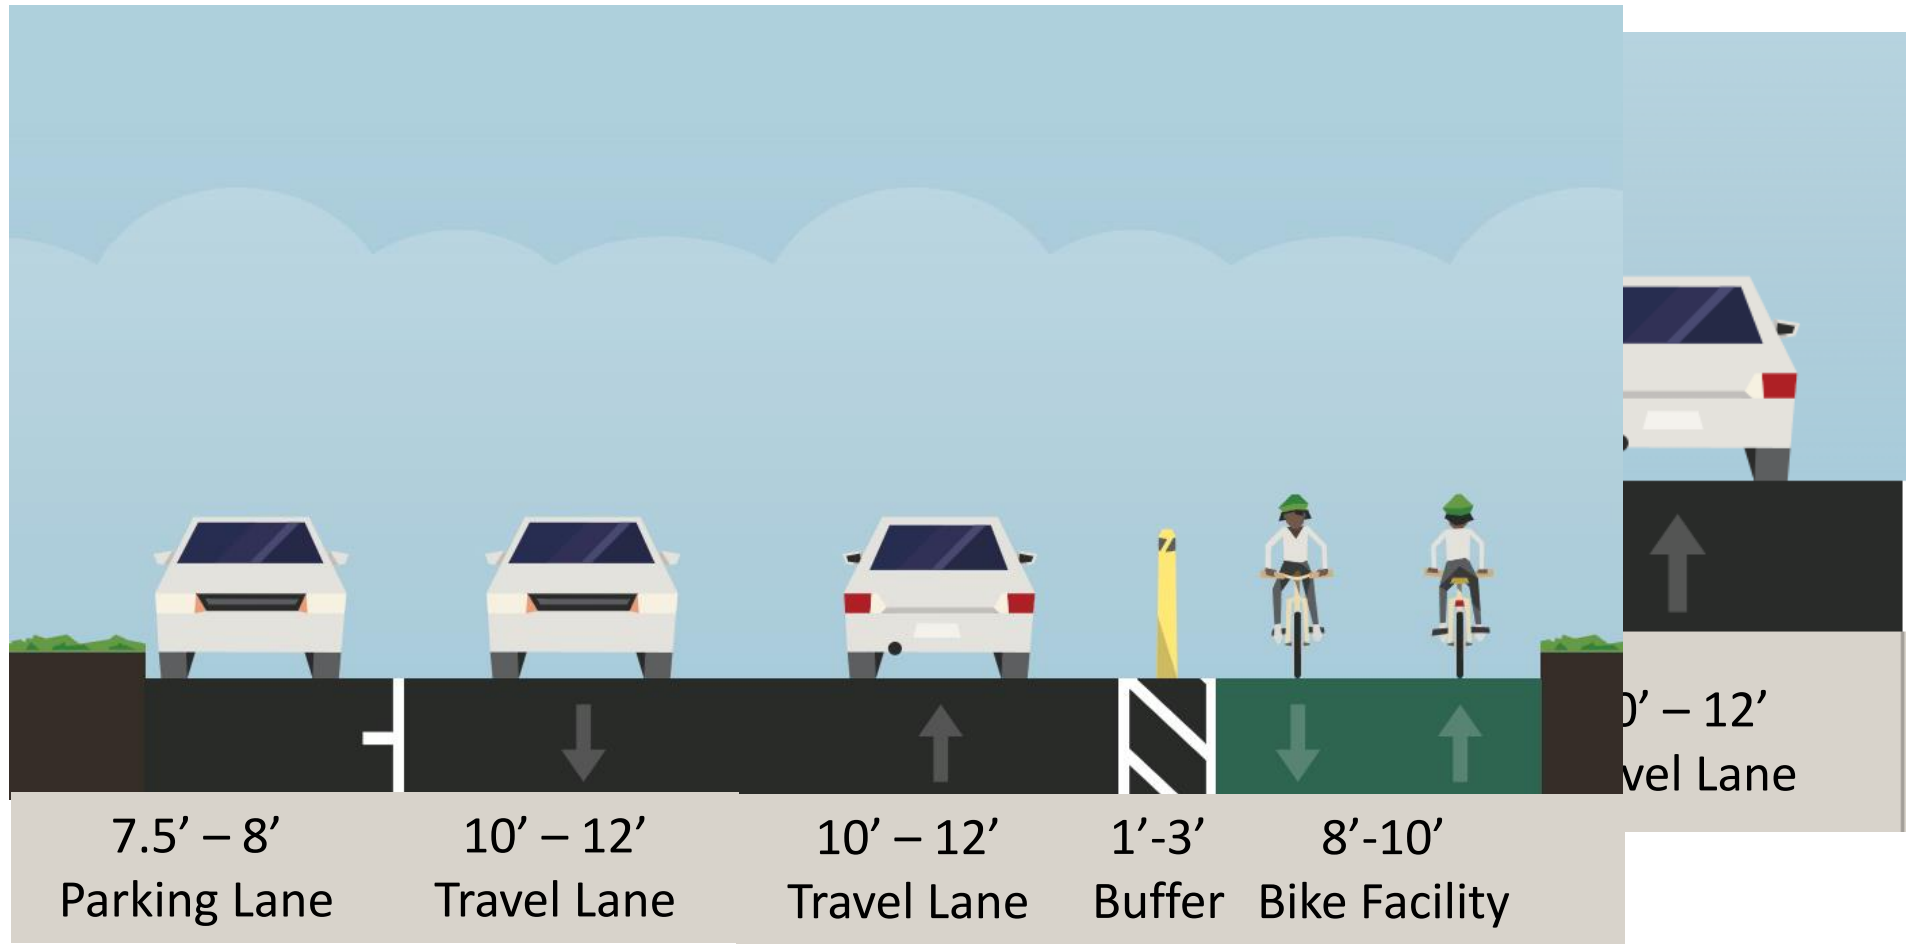 7.5’ – 8’
Parking Lane
10’ – 12’
Travel Lane
10’ – 12’
Travel Lane
1’-3’
Buffer
8’-10’
Bike Facility
0’ – 12’
vel Lane